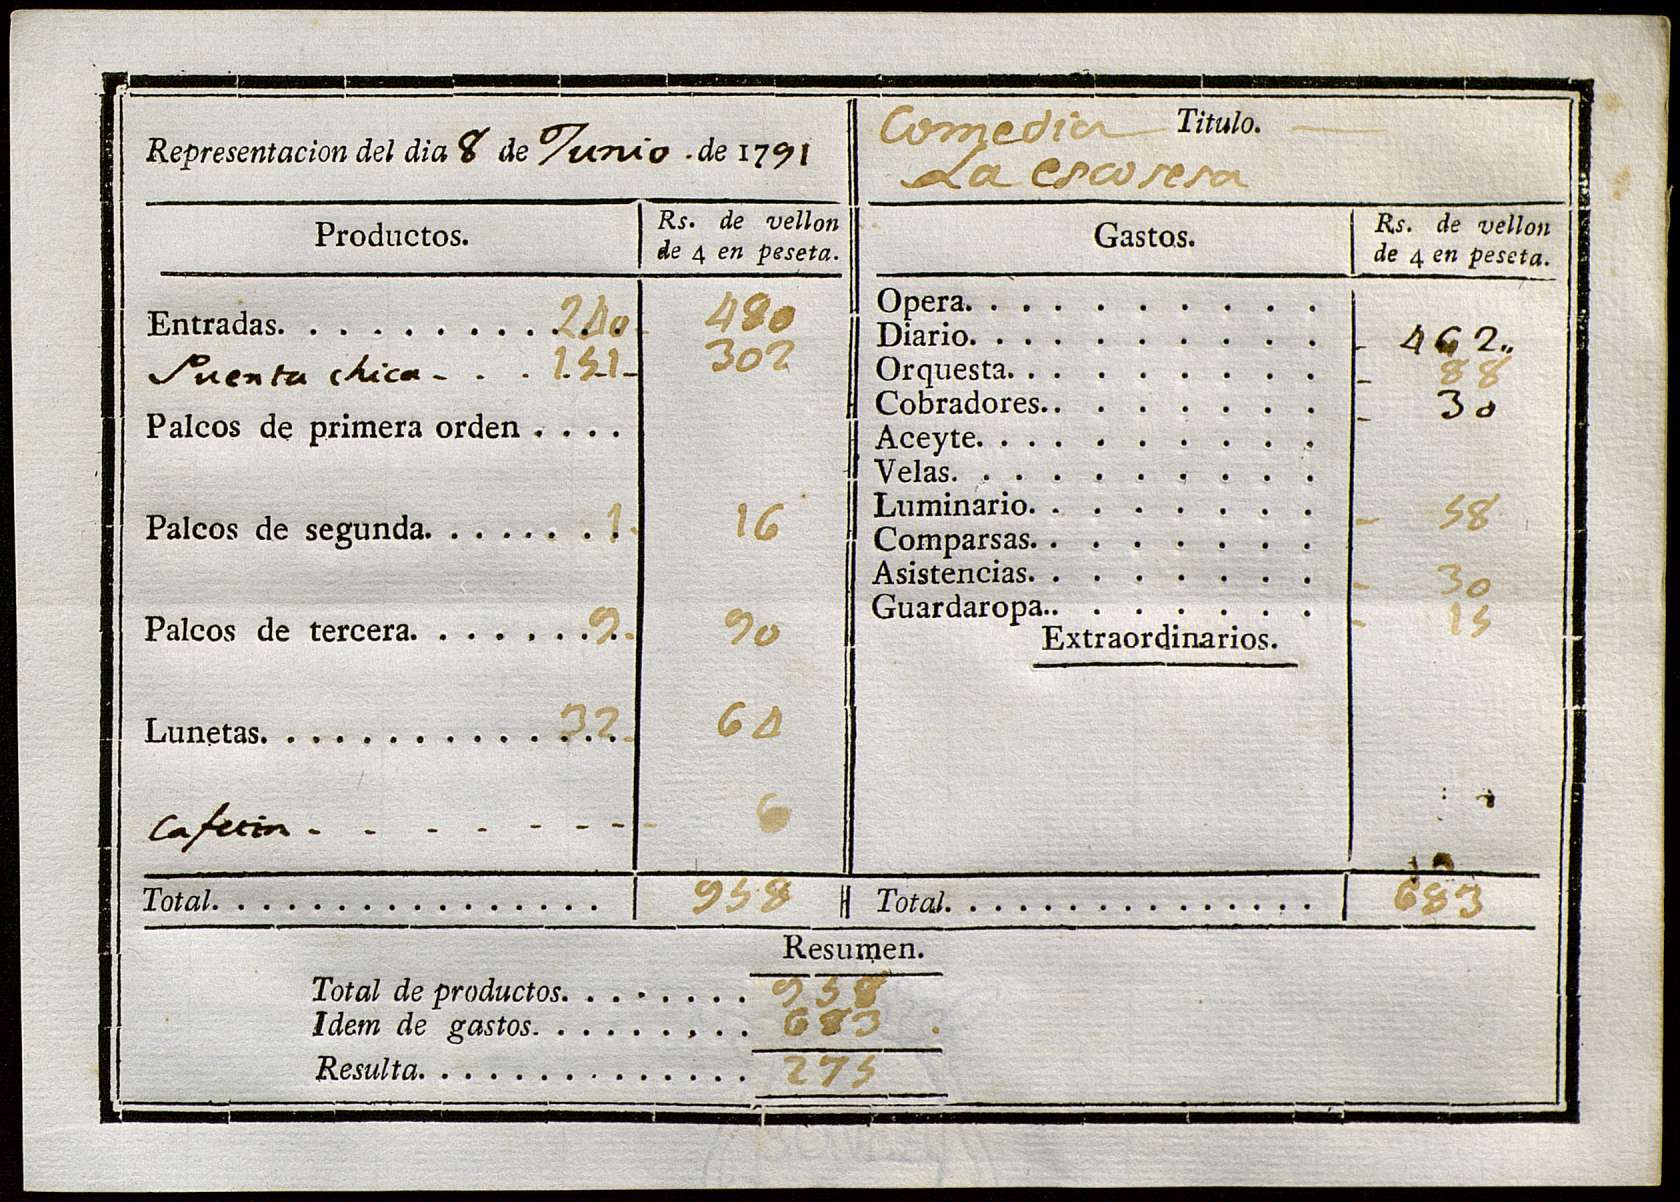 Representacion del dia 8 de Junio . de 1791
Comedia Titulo.
La escosesa
Productos.
Rs. de vellon
de 4 en peseta.
Entradas. . . . . . . . . . . . . . 240 480
Puenta chica - . . . 151 302
Palcos de primera orden . . . .
Palcos de segunda. . . . . . . . 1 16
Palcos de tercera. . . . . . . . . 9. 90
Lunetas. . . . . . . . . . . . . . . 32 64
Cafetin - - - - - - - - 6
Total. . . . . . . . . . . . . . . . . 958
Gastos.
Rs. de vellon
de 4 en peseta.
Opera. . . . . . . . . . .
Diario. . . . . . . . . . . 462..
Orquesta. . . . . . . . . . 88
Cobradores.. . . . . . . 30
Aceyte. . . . . . . . . . .
Velas. . . . . . . . . . . .
Luminario. . . . . . . . 58
Comparsas. . . . . . . .
Asistencias. . . . . . . . 30
Guardaropa.. . . . . . . 15
Extraordinarios.
Total. . . . . . . . . . . . . . . . 683
Resumen.
Total de productos. . . . . . . . 958
Idem de gastos. . . . . . . . . 683
Resulta. . . . . . . . . . . . . . 275